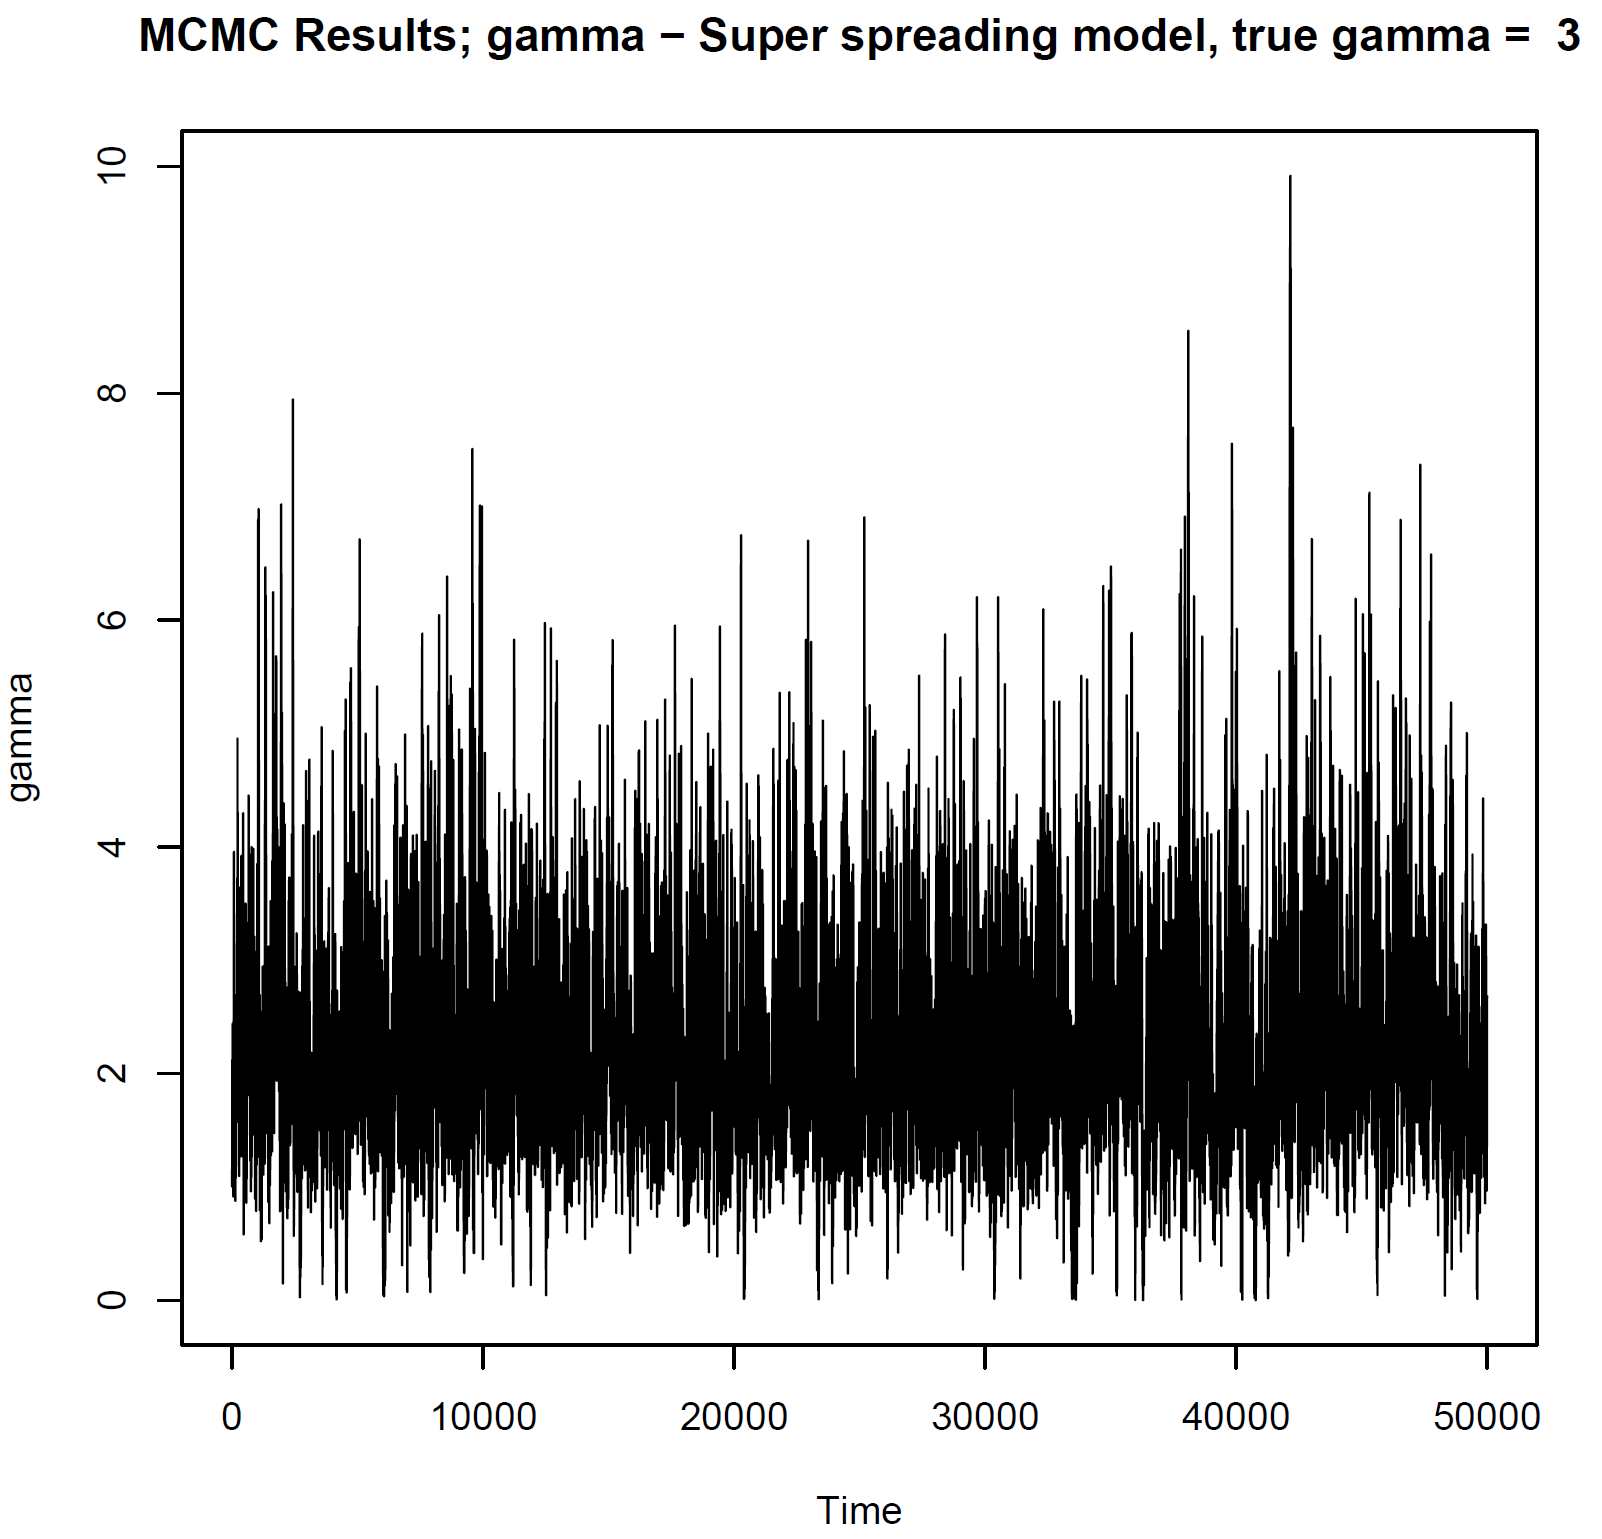 MCMC Results; gamma − Super spreading model, true gamma =  3
10
8
6
4
2
0
gamma
0 10000 20000 30000 40000 50000
Time